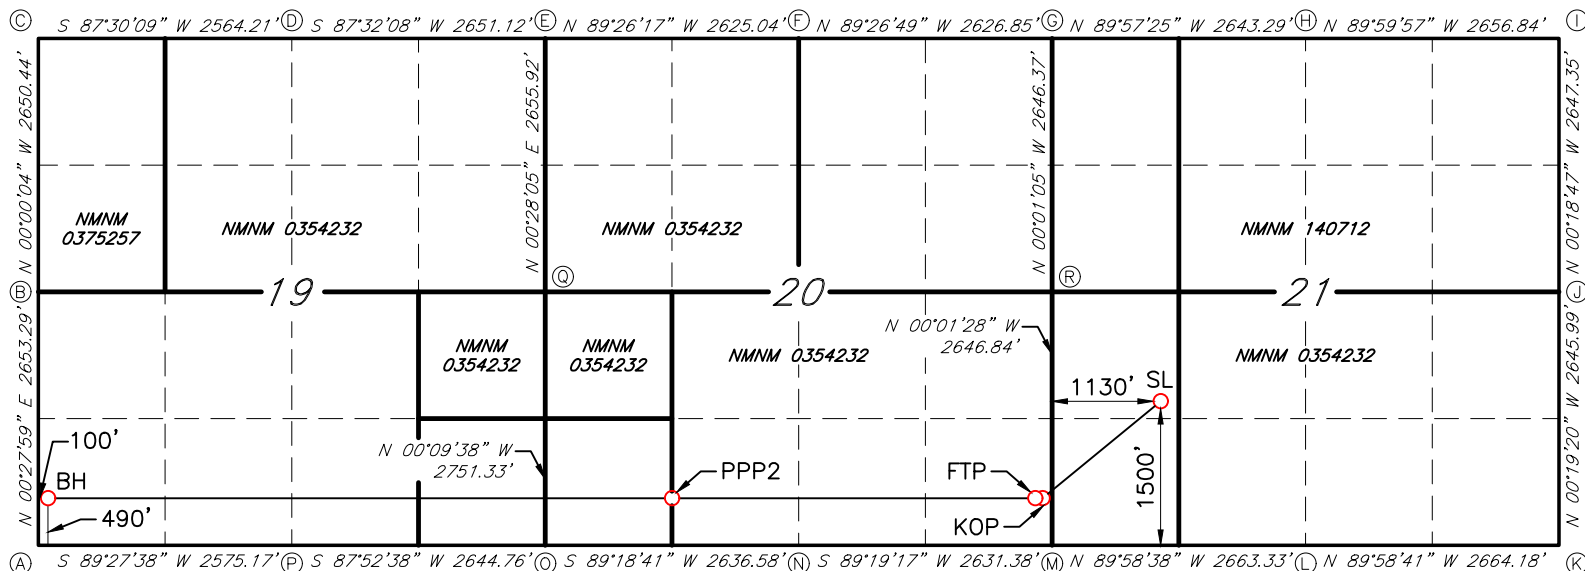 C S 87°30'09" W 2564.21' D S 87°32'08" W 2651.12' E N 89°26'17" W 2625.04' F N 89°26'49" W 2626.85' G N 89°57'25" W 2643.29' H N 89°59'57" W 2656.84' I
N 00°00'04" W 2650.44'
N 00°28'05" E 2655.92'
N 00°01'05" W 2646.37'
N 00°18'47" W 2647.35'
NMNM
0375257
NMNM 0354232
NMNM 0354232
NMNM 140712
B 19 Q 20 R 21 J
N 00°27'59" E 2653.29'
NMNM
0354232
NMNM
0354232
NMNM 0354232
N 00°01'28" W
2646.84'
NMNM 0354232
N 00°19'20" W 2645.99'
1130' SL
1500'
100'
BH
490'
N 00°09'38" W
2751.33'
PPP2
FTP
KOP
A S 89°27'38" W 2575.17' P S 87°52'38" W 2644.76' O S 89°18'41" W 2636.58' N S 89°19'17" W 2631.38' M N 89°58'38" W 2663.33' L N 89°58'41" W 2664.18' K